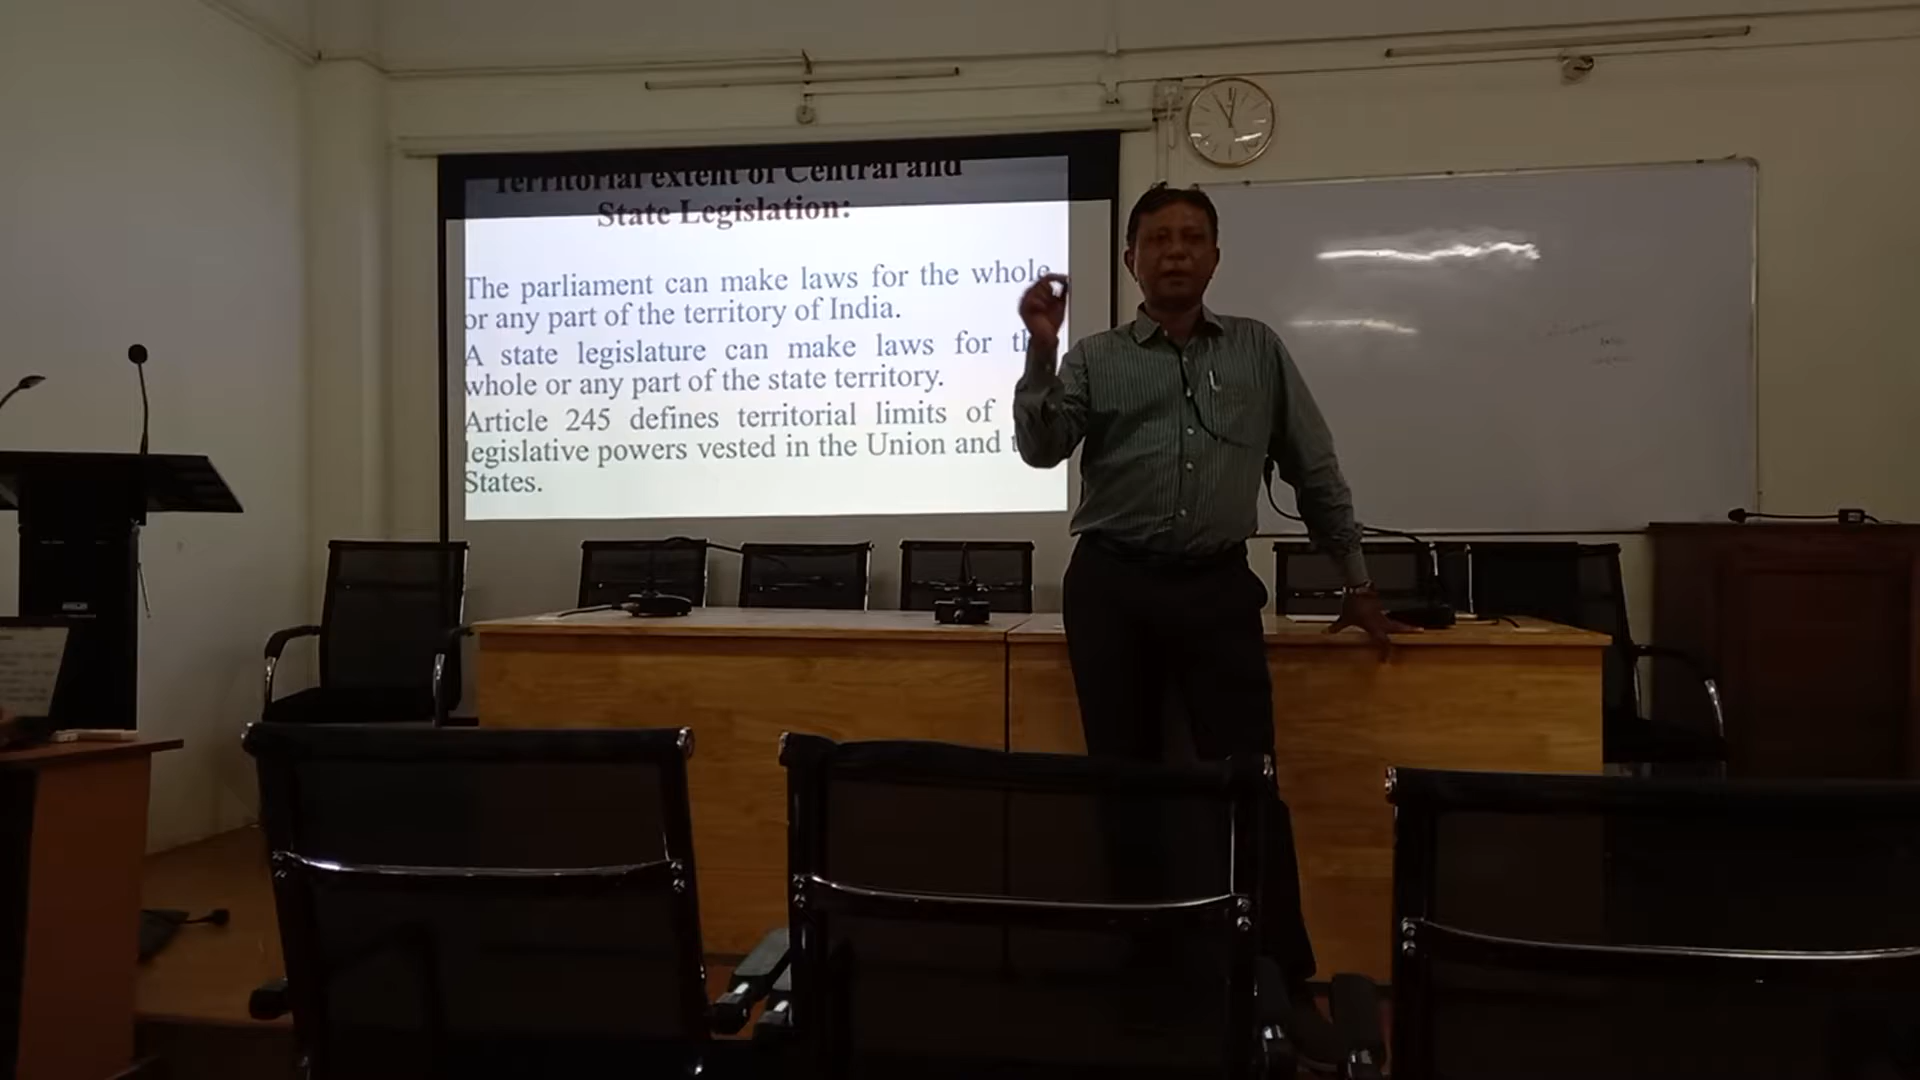 Territorial extent of Central and
State Legislation:
The parliament can make laws for the whole
or any part of the territory of India.
A state legislature can make laws for
whole or any part of the state territory.
Article 245 defines territorial limits of
legislative powers vested in the Union and
States.